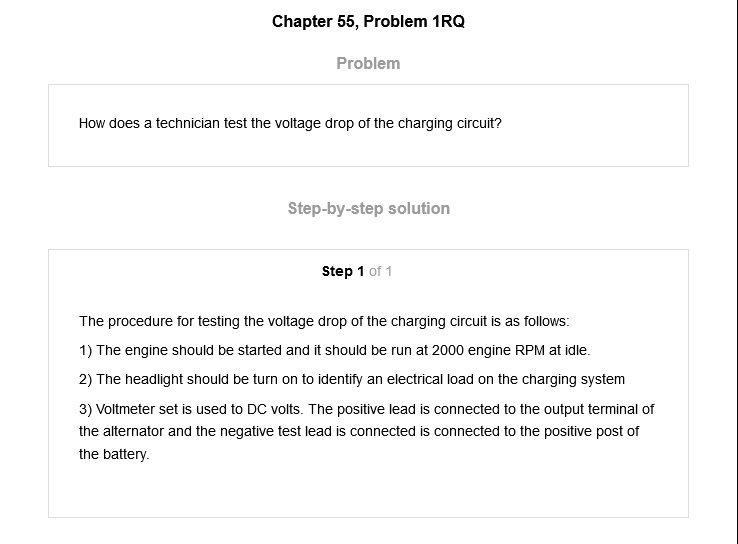 Chapter 55, Problem 1RQ
Problem
How does a technician test the voltage drop of the charging circuit?
Step-by-step solution
Step 1 of 1
The procedure for testing the voltage drop of the charging circuit is as follows:
1) The engine should be started and it should be run at 2000 engine RPM at idle.
2) The headlight should be turn on to identify an electrical load on the charging system
3) Voltmeter set is used to DC volts. The positive lead is connected to the output terminal of
the alternator and the negative test lead is connected is connected to the positive post of
the battery.